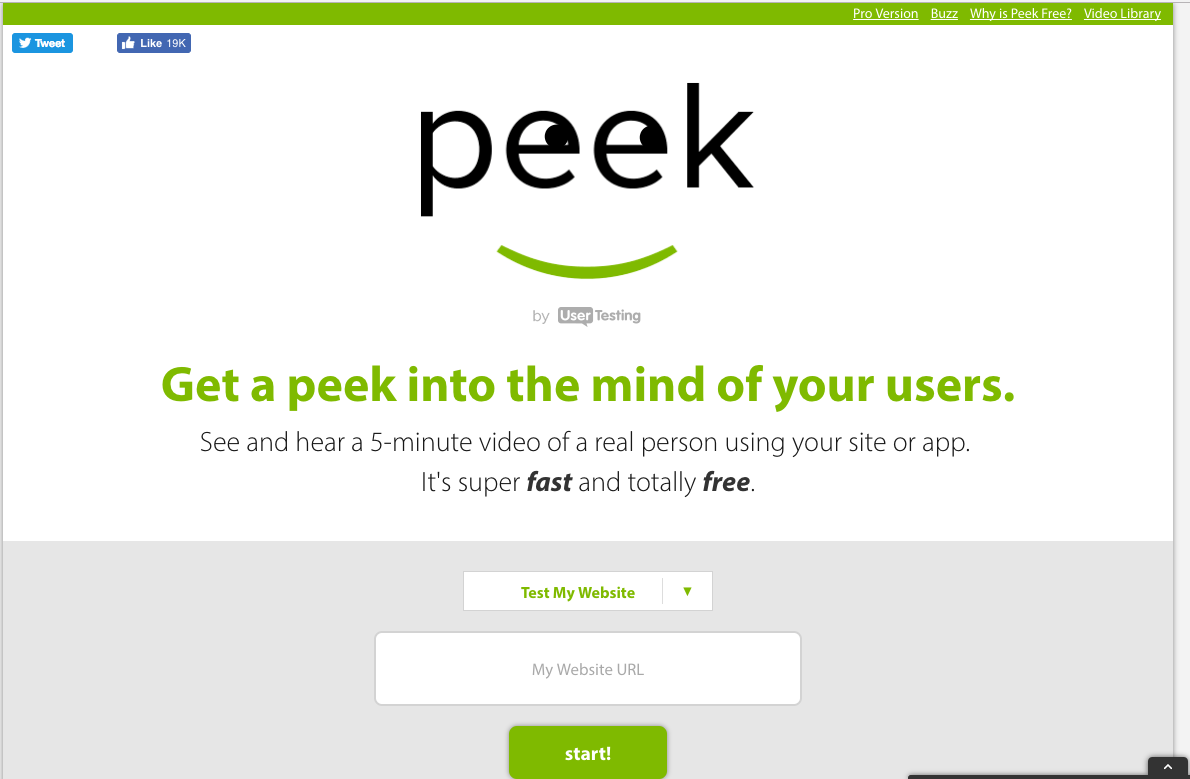 Pro Version Buzz Why is Peek Free? Video Library
Tweet Like 19K
peek
by UserTesting
Get a peek into the mind of your users.
See and hear a 5-minute video of a real person using your site or app.
It's super fast and totally free.
Test My Website ▼
My Website URL
start!